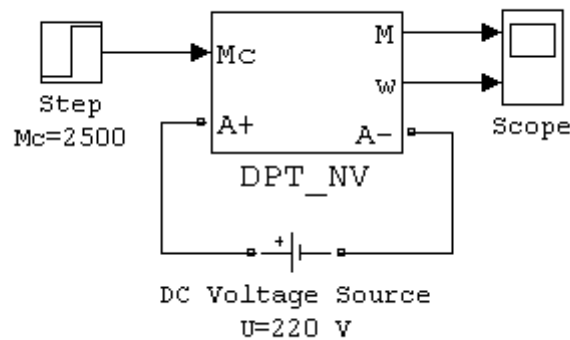 M
Mc
w
Step
Mc=2500
A+
A-
Scope
DPT_NV
+
DC Voltage Source
U=220 V